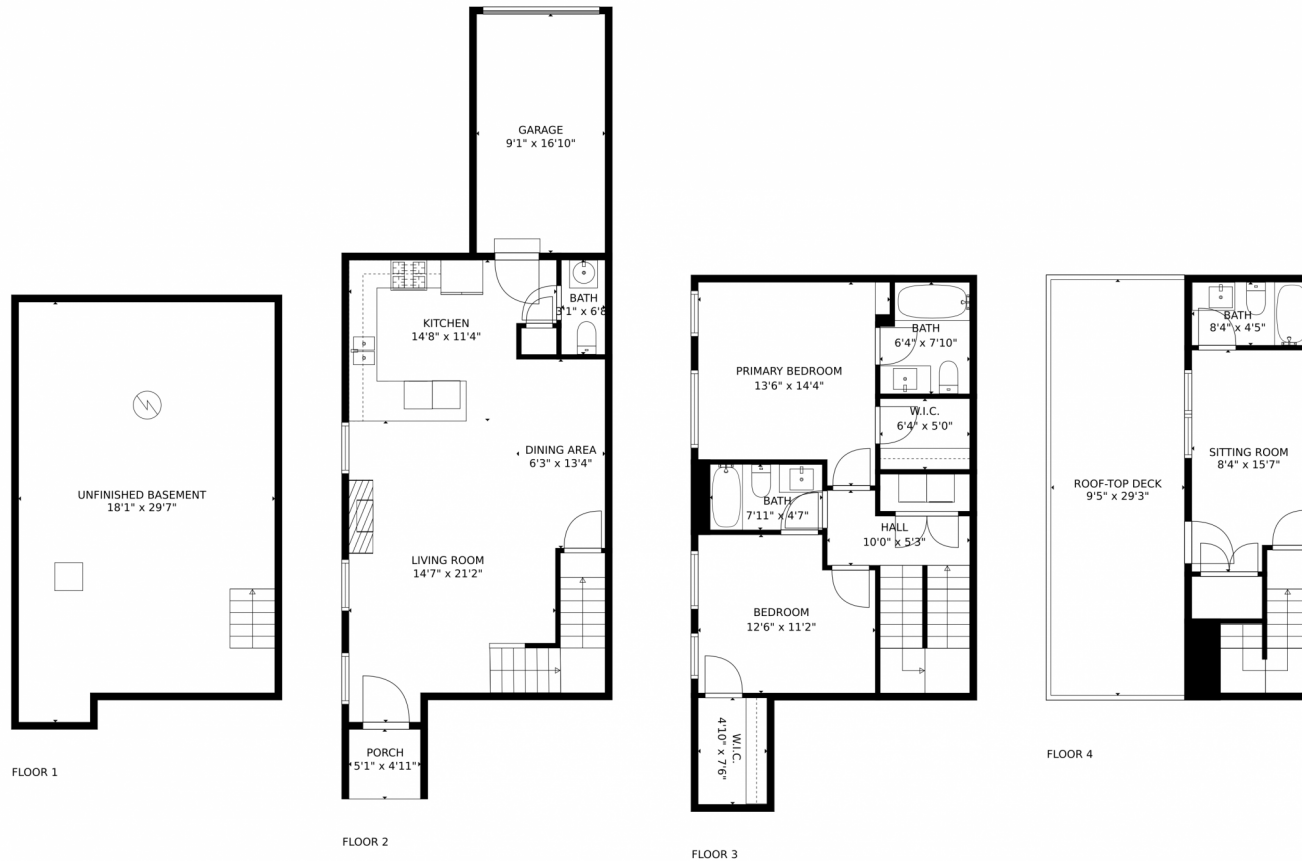 UNFINISHED BASEMENT
18'1" x 29'7"
FLOOR 1
GARAGE
9'1" x 16'10"
KITCHEN
14'8" x 11'4"
BATH
3'1" x 6'8
DINING AREA
6'3" x 13'4"
LIVING ROOM
14'7" x 21'2"
PORCH
5'1" x 4'11"
FLOOR 2
PRIMARY BEDROOM
13'6" x 14'4"
BATH
6'4" x 7'10"
W.I.C.
6'4" x 5'0"
BATH
7'11" x 4'7"
HALL
10'0" x 5'3"
BEDROOM
12'6" x 11'2"
W.I.C.
4'10" x 7'6"
FLOOR 3
BATH
8'4" x 4'5"
SITTING ROOM
8'4" x 15'7"
ROOF-TOP DECK
9'5" x 29'3"
FLOOR 4